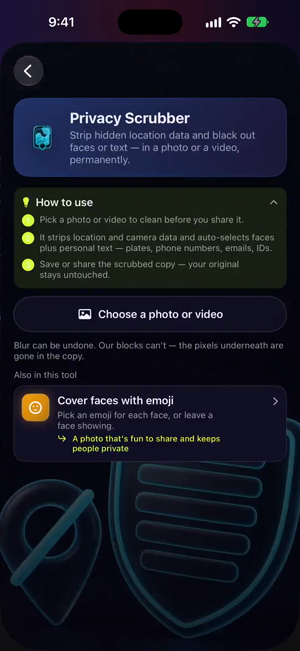 9:41
Privacy Scrubber
Strip hidden location data and black out
faces or text — in a photo or a video,
permanently.
How to use
Pick a photo or video to clean before you share it.
It strips location and camera data and auto-selects faces
plus personal text — plates, phone numbers, emails, IDs.
Save or share the scrubbed copy — your original
stays untouched.
Choose a photo or video
Blur can be undone. Our blocks can't — the pixels underneath are
gone in the copy.
Also in this tool
Cover faces with emoji
Pick an emoji for each face, or leave a
face showing.
A photo that's fun to share and keeps
people private